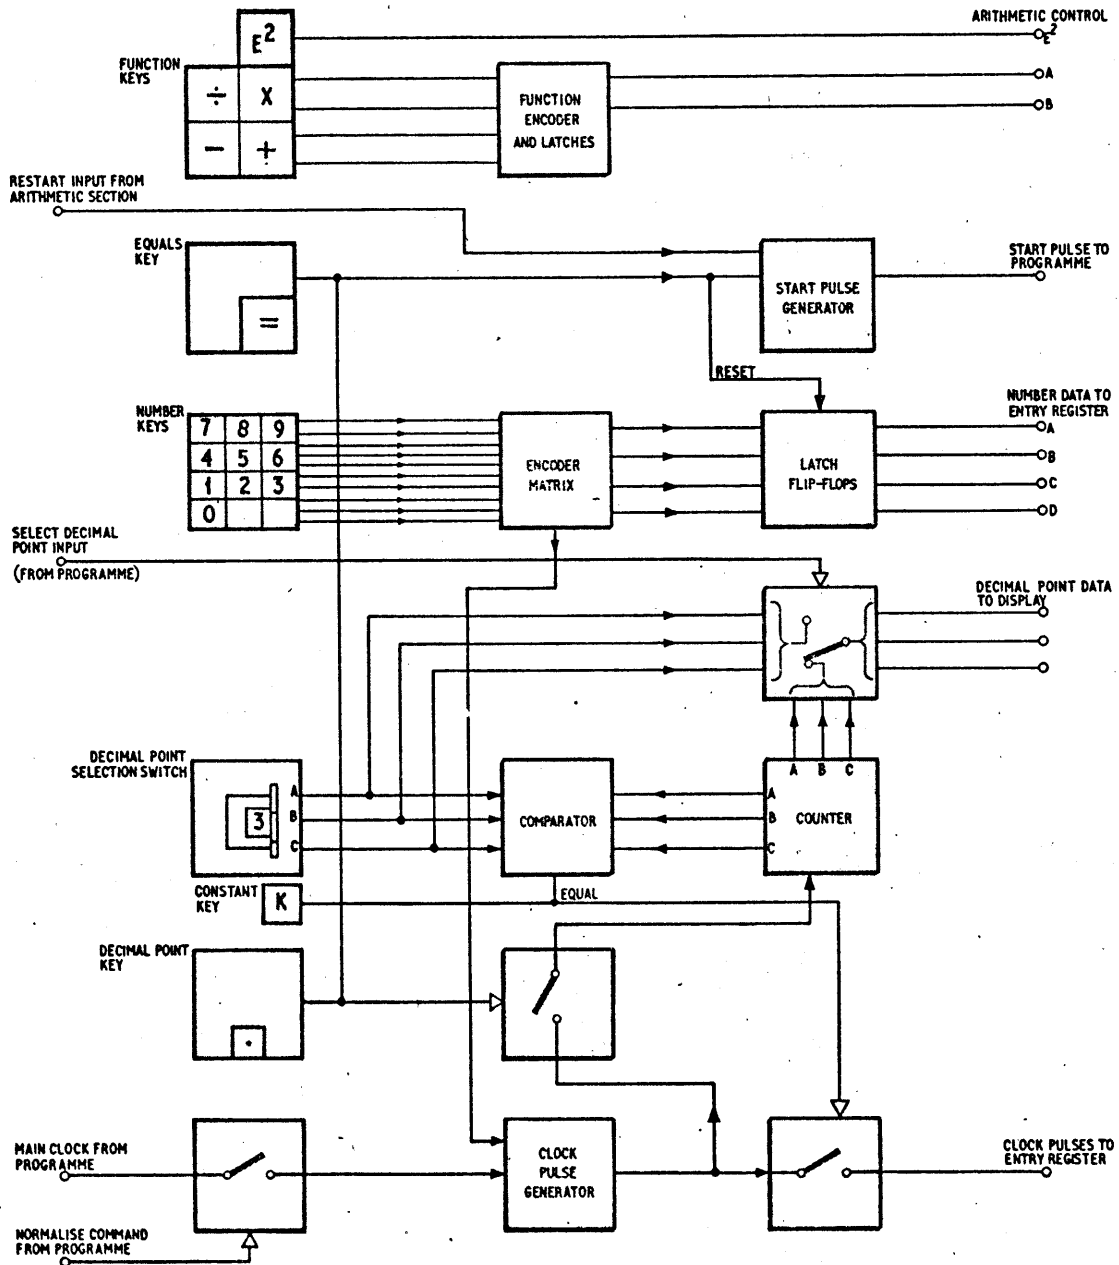 ARITHMETIC CONTROL
E²
E²
FUNCTION
KEYS
÷ X
− +
FUNCTION
ENCODER
AND LATCHES
A
B
RESTART INPUT FROM
ARITHMETIC SECTION
EQUALS
KEY
=
START PULSE
GENERATOR
START PULSE TO
PROGRAMME
RESET
NUMBER
KEYS
7 8 9
4 5 6
1 2 3
0
ENCODER
MATRIX
LATCH
FLIP-FLOPS
NUMBER DATA TO
ENTRY REGISTER
A
B
C
D
SELECT DECIMAL
POINT INPUT
(FROM PROGRAMME)
DECIMAL POINT DATA
TO DISPLAY
DECIMAL POINT
SELECTION SWITCH
3
A
B
C
COMPARATOR
A B C
A
B
C
COUNTER
CONSTANT
KEY
K
EQUAL
DECIMAL POINT
KEY
.
MAIN CLOCK FROM
PROGRAMME
CLOCK
PULSE
GENERATOR
CLOCK PULSES TO
ENTRY REGISTER
NORMALISE COMMAND
FROM PROGRAMME